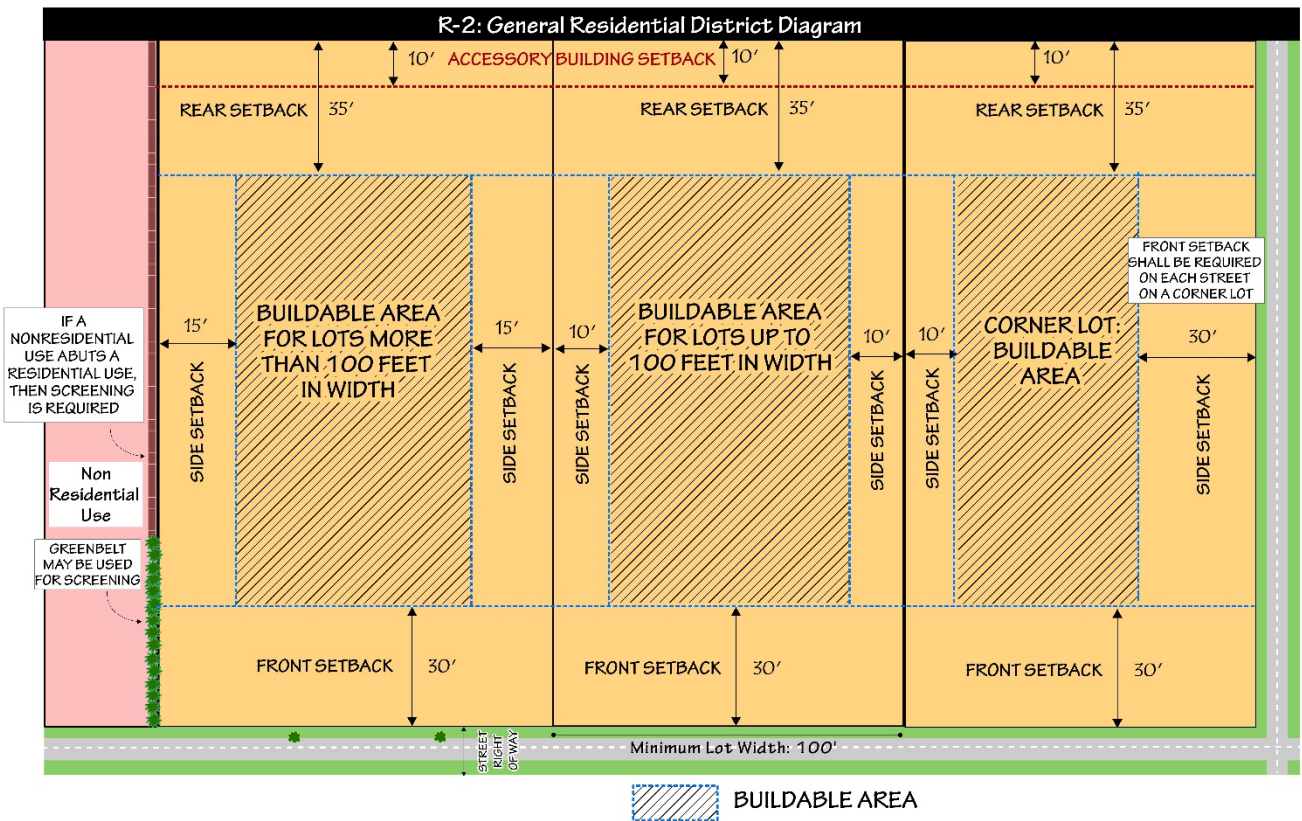 R-2: General Residential District Diagram
10' ACCESSORY BUILDING SETBACK 10' 10'
REAR SETBACK 35' REAR SETBACK 35' REAR SETBACK 35'
FRONT SETBACK
SHALL BE REQUIRED
ON EACH STREET
ON A CORNER LOT
IF A
NONRESIDENTIAL
USE ABUTS A
RESIDENTIAL USE,
THEN SCREENING
IS REQUIRED
15'
SIDE SETBACK
BUILDABLE AREA
FOR LOTS MORE
THAN 100 FEET
IN WIDTH
15'
SIDE SETBACK
10'
SIDE SETBACK
BUILDABLE AREA
FOR LOTS UP TO
100 FEET IN WIDTH
10'
SIDE SETBACK
10'
SIDE SETBACK
CORNER LOT:
BUILDABLE
AREA
30'
SIDE SETBACK
Non
Residential
Use
GREENBELT
MAY BE USED
FOR SCREENING
FRONT SETBACK 30' FRONT SETBACK 30' FRONT SETBACK 30'
STREET
RIGHT
OF WAY
Minimum Lot Width: 100'
BUILDABLE AREA